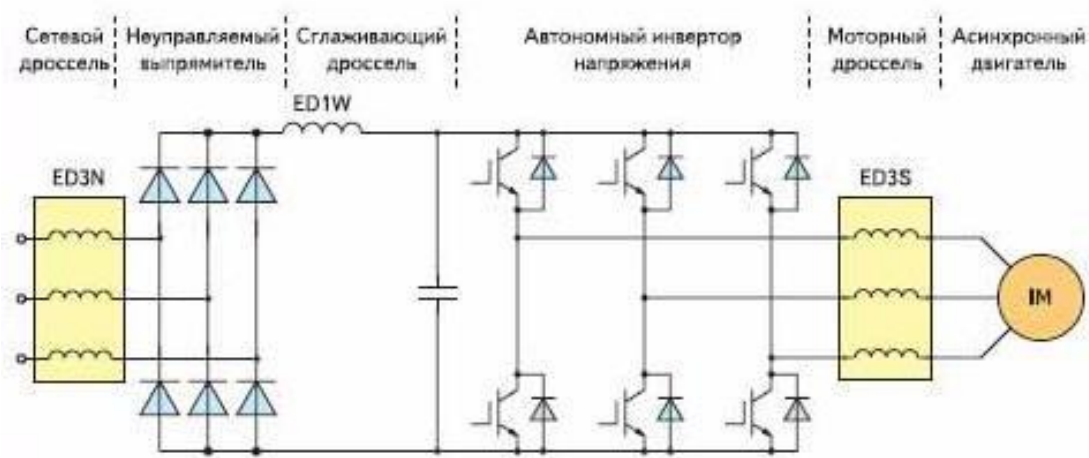 Сетевой дроссель
Неуправляемый выпрямитель
Сглаживающий дроссель
Автономный инвертор напряжения
Моторный дроссель
Асинхронный двигатель
ED1W
ED3N
ED3S
IM